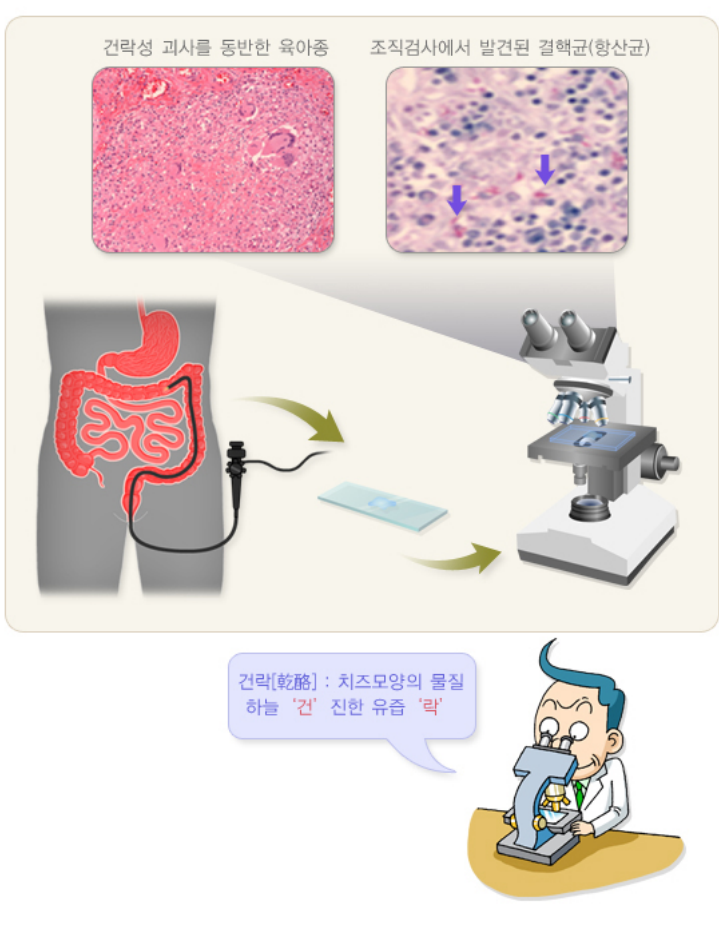 건락성 괴사를 동반한 육아종
조직검사에서 발견된 결핵균(항산균)
건락[乾酪] : 치즈모양의 물질
하늘 '건' 진한 유즙 '락'